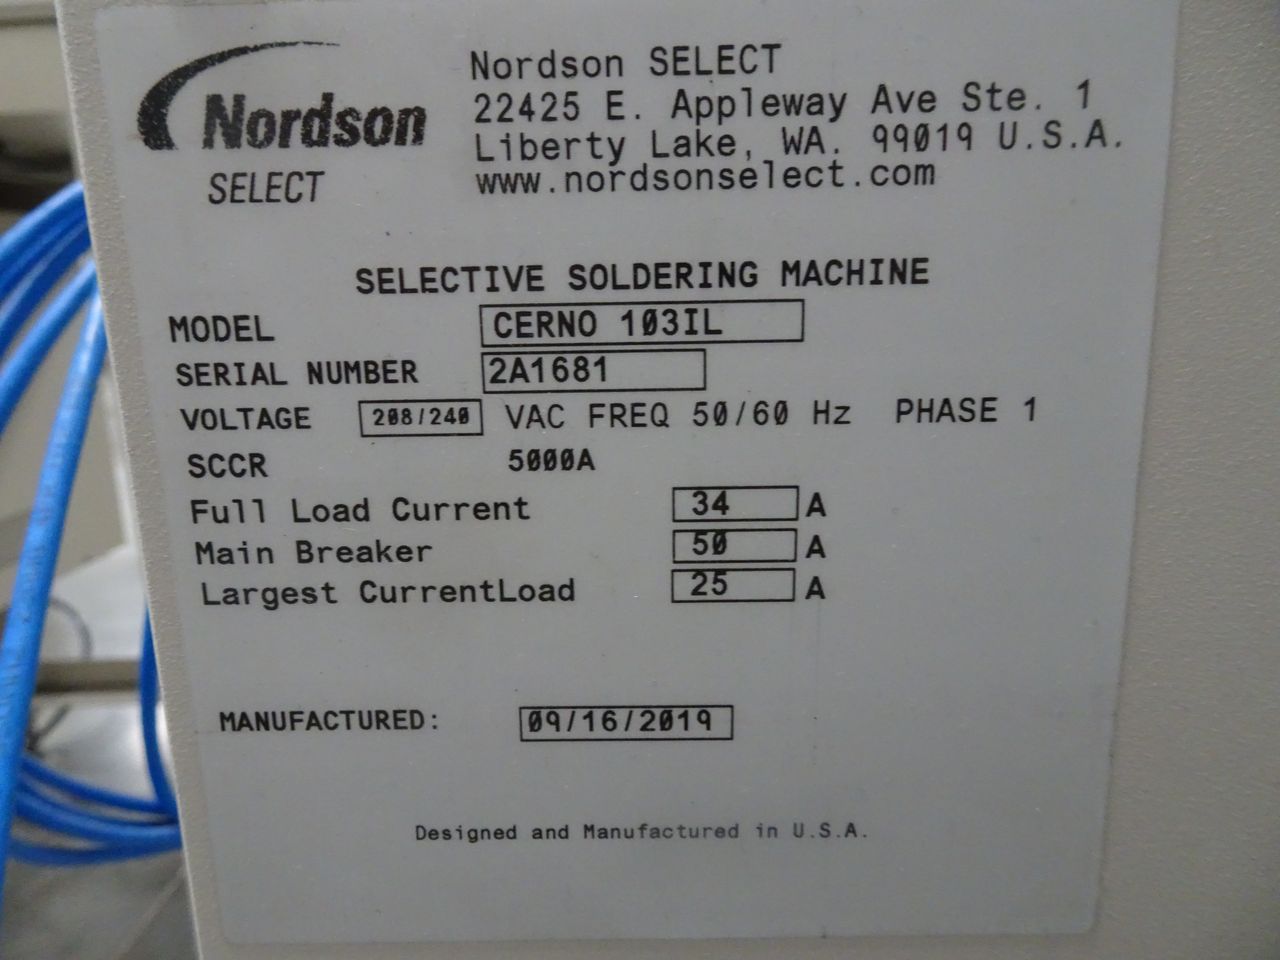 Nordson
SELECT
Nordson SELECT
22425 E. Appleway Ave Ste. 1
Liberty Lake, WA. 99019 U.S.A.
www.nordsonselect.com
SELECTIVE SOLDERING MACHINE
MODEL CERNO 103IL
SERIAL NUMBER 2A1681
VOLTAGE 208/240 VAC FREQ 50/60 Hz PHASE 1
SCCR 5000A
Full Load Current 34 A
Main Breaker 50 A
Largest CurrentLoad 25 A
MANUFACTURED: 09/16/2019
Designed and Manufactured in U.S.A.